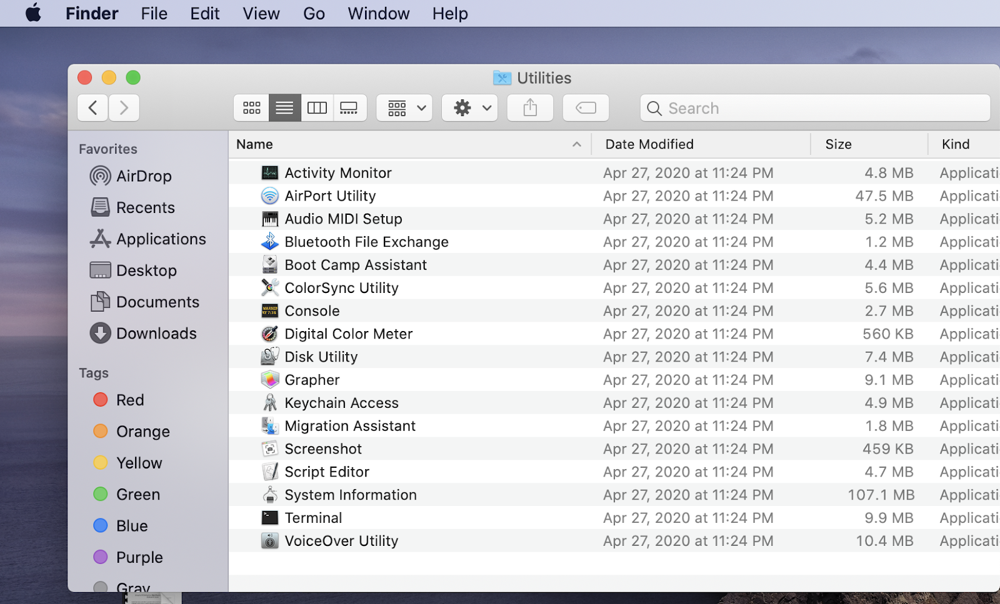 Finder File Edit View Go Window Help
Utilities
Search
Favorites
AirDrop
Recents
Applications
Desktop
Documents
Downloads
Tags
Red
Orange
Yellow
Green
Blue
Purple
Gray
Name Date Modified Size Kind
Activity Monitor Apr 27, 2020 at 11:24 PM 4.8 MB Applicati
AirPort Utility Apr 27, 2020 at 11:24 PM 47.5 MB Applicati
Audio MIDI Setup Apr 27, 2020 at 11:24 PM 5.2 MB Applicati
Bluetooth File Exchange Apr 27, 2020 at 11:24 PM 1.2 MB Applicati
Boot Camp Assistant Apr 27, 2020 at 11:24 PM 4.4 MB Applicati
ColorSync Utility Apr 27, 2020 at 11:24 PM 5.6 MB Applicati
Console Apr 27, 2020 at 11:24 PM 2.7 MB Applicati
Digital Color Meter Apr 27, 2020 at 11:24 PM 560 KB Applicati
Disk Utility Apr 27, 2020 at 11:24 PM 7.4 MB Applicati
Grapher Apr 27, 2020 at 11:24 PM 9.1 MB Applicati
Keychain Access Apr 27, 2020 at 11:24 PM 4.9 MB Applicati
Migration Assistant Apr 27, 2020 at 11:24 PM 1.8 MB Applicati
Screenshot Apr 27, 2020 at 11:24 PM 459 KB Applicati
Script Editor Apr 27, 2020 at 11:24 PM 4.7 MB Applicati
System Information Apr 27, 2020 at 11:24 PM 107.1 MB Applicati
Terminal Apr 27, 2020 at 11:24 PM 9.9 MB Applicati
VoiceOver Utility Apr 27, 2020 at 11:24 PM 10.4 MB Applicati